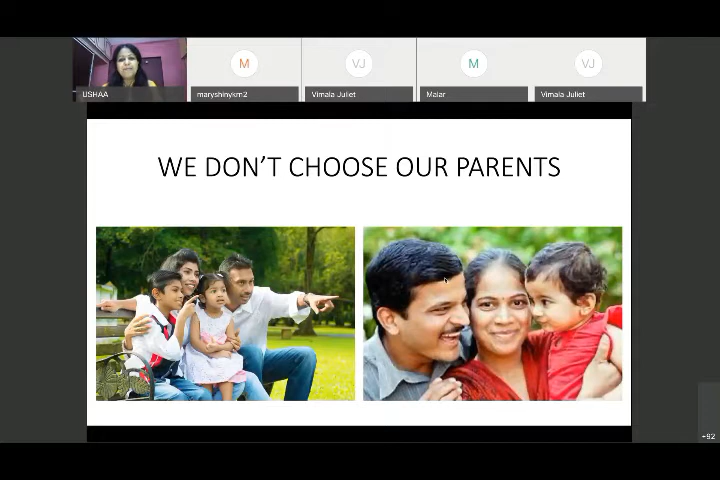 M
VJ
M
VJ
USHAA
maryshinykm2
Vimala Juliet
Malar
Vimala Juliet
WE DON'T CHOOSE OUR PARENTS
+92